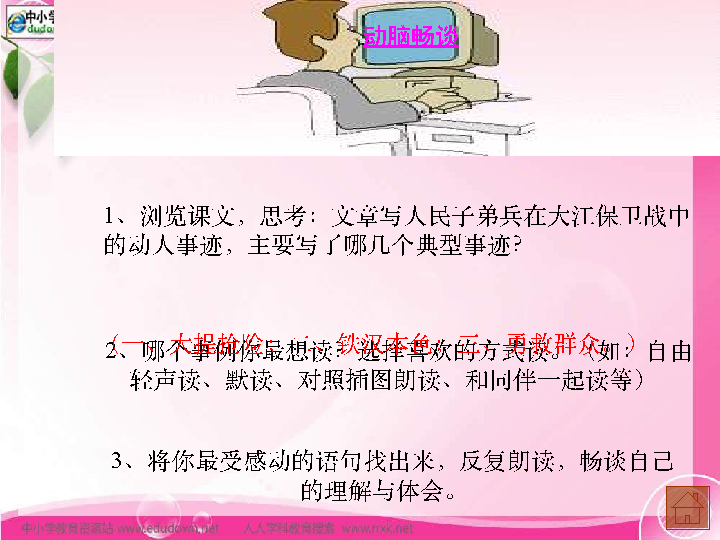 中小学
动脑畅谈
1、浏览课文，思考：文章写人民子弟兵在大江保卫战中
的动人事迹，主要写了哪几个典型事迹？
（一、大堤抢险，二、铁汉本色，三、勇救群众。）
2、哪个事例你最想读？选择喜欢的方式读。（如：自由
轻声读、默读、对照插图朗读、和同伴一起读等）
3、将你最受感动的语句找出来，反复朗读，畅谈自己
的理解与体会。
中小学教育资源站 www.edudown.net 人人学科教育搜索 www.rrxk.net